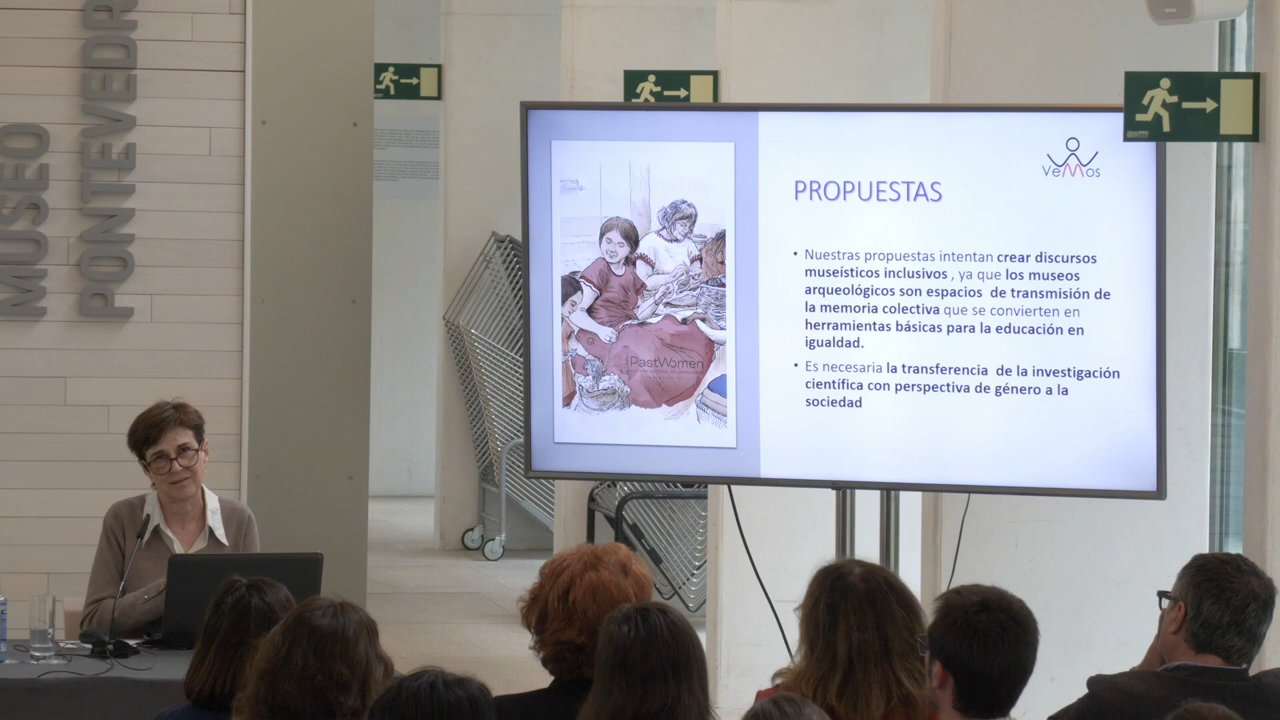 MUSEO
PONTEVEDR
VeMos
PROPUESTAS
• Nuestras propuestas intentan crear discursos
museísticos inclusivos , ya que los museos
arqueológicos son espacios de transmisión de
la memoria colectiva que se convierten en
herramientas básicas para la educación en
igualdad.
• Es necesaria la transferencia de la investigación
científica con perspectiva de género a la
sociedad
PastWomen